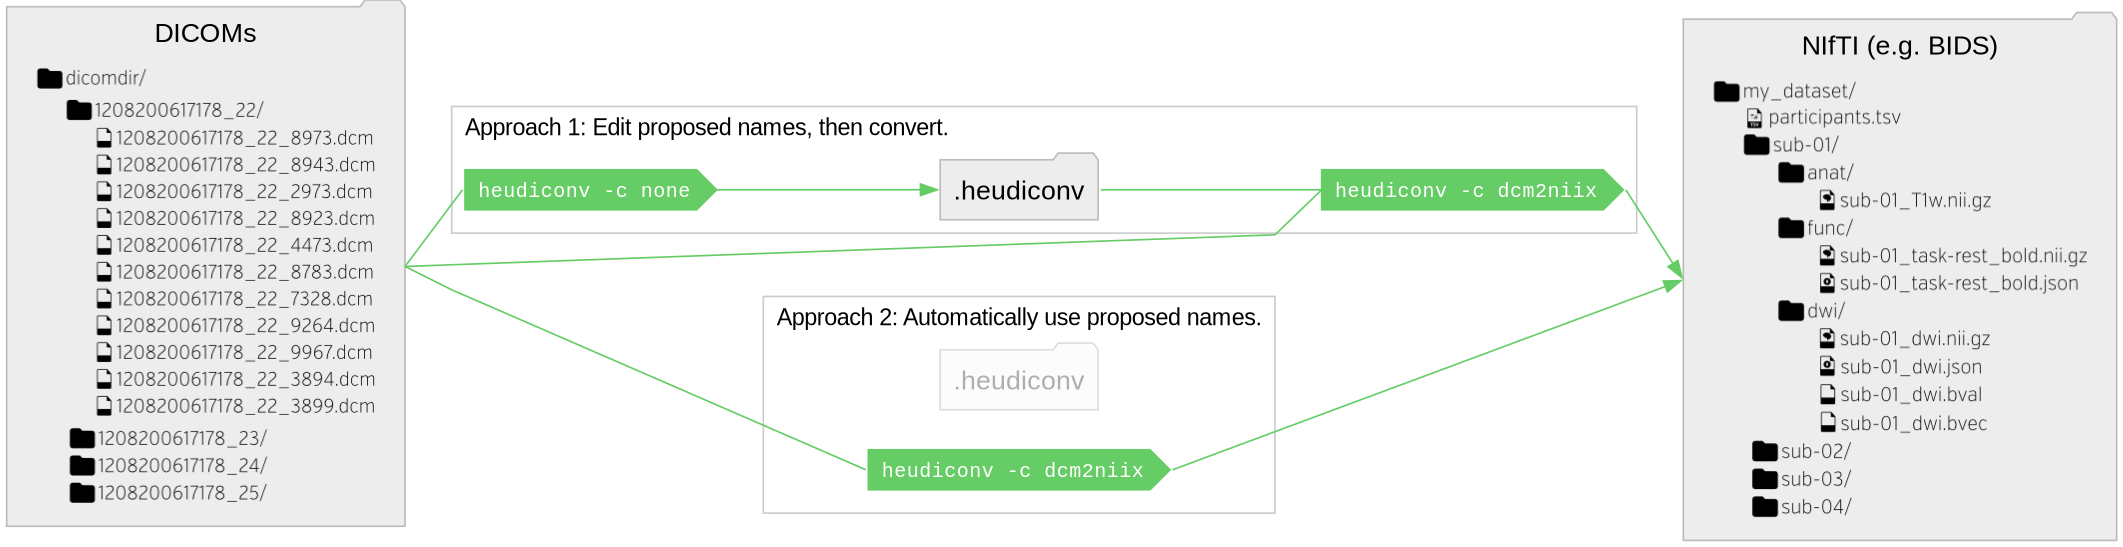 DICOMs
dicomdir/
1208200617178_22/
1208200617178_22_8973.dcm
1208200617178_22_8943.dcm
1208200617178_22_2973.dcm
1208200617178_22_8923.dcm
1208200617178_22_4473.dcm
1208200617178_22_8783.dcm
1208200617178_22_7328.dcm
1208200617178_22_9264.dcm
1208200617178_22_9967.dcm
1208200617178_22_3894.dcm
1208200617178_22_3899.dcm
1208200617178_23/
1208200617178_24/
1208200617178_25/
Approach 1: Edit proposed names, then convert.
heudiconv -c none
.heudiconv
heudiconv -c dcm2niix
Approach 2: Automatically use proposed names.
.heudiconv
heudiconv -c dcm2niix
NIfTI (e.g. BIDS)
my_dataset/
participants.tsv
sub-01/
anat/
sub-01_T1w.nii.gz
func/
sub-01_task-rest_bold.nii.gz
sub-01_task-rest_bold.json
dwi/
sub-01_dwi.nii.gz
sub-01_dwi.json
sub-01_dwi.bval
sub-01_dwi.bvec
sub-02/
sub-03/
sub-04/